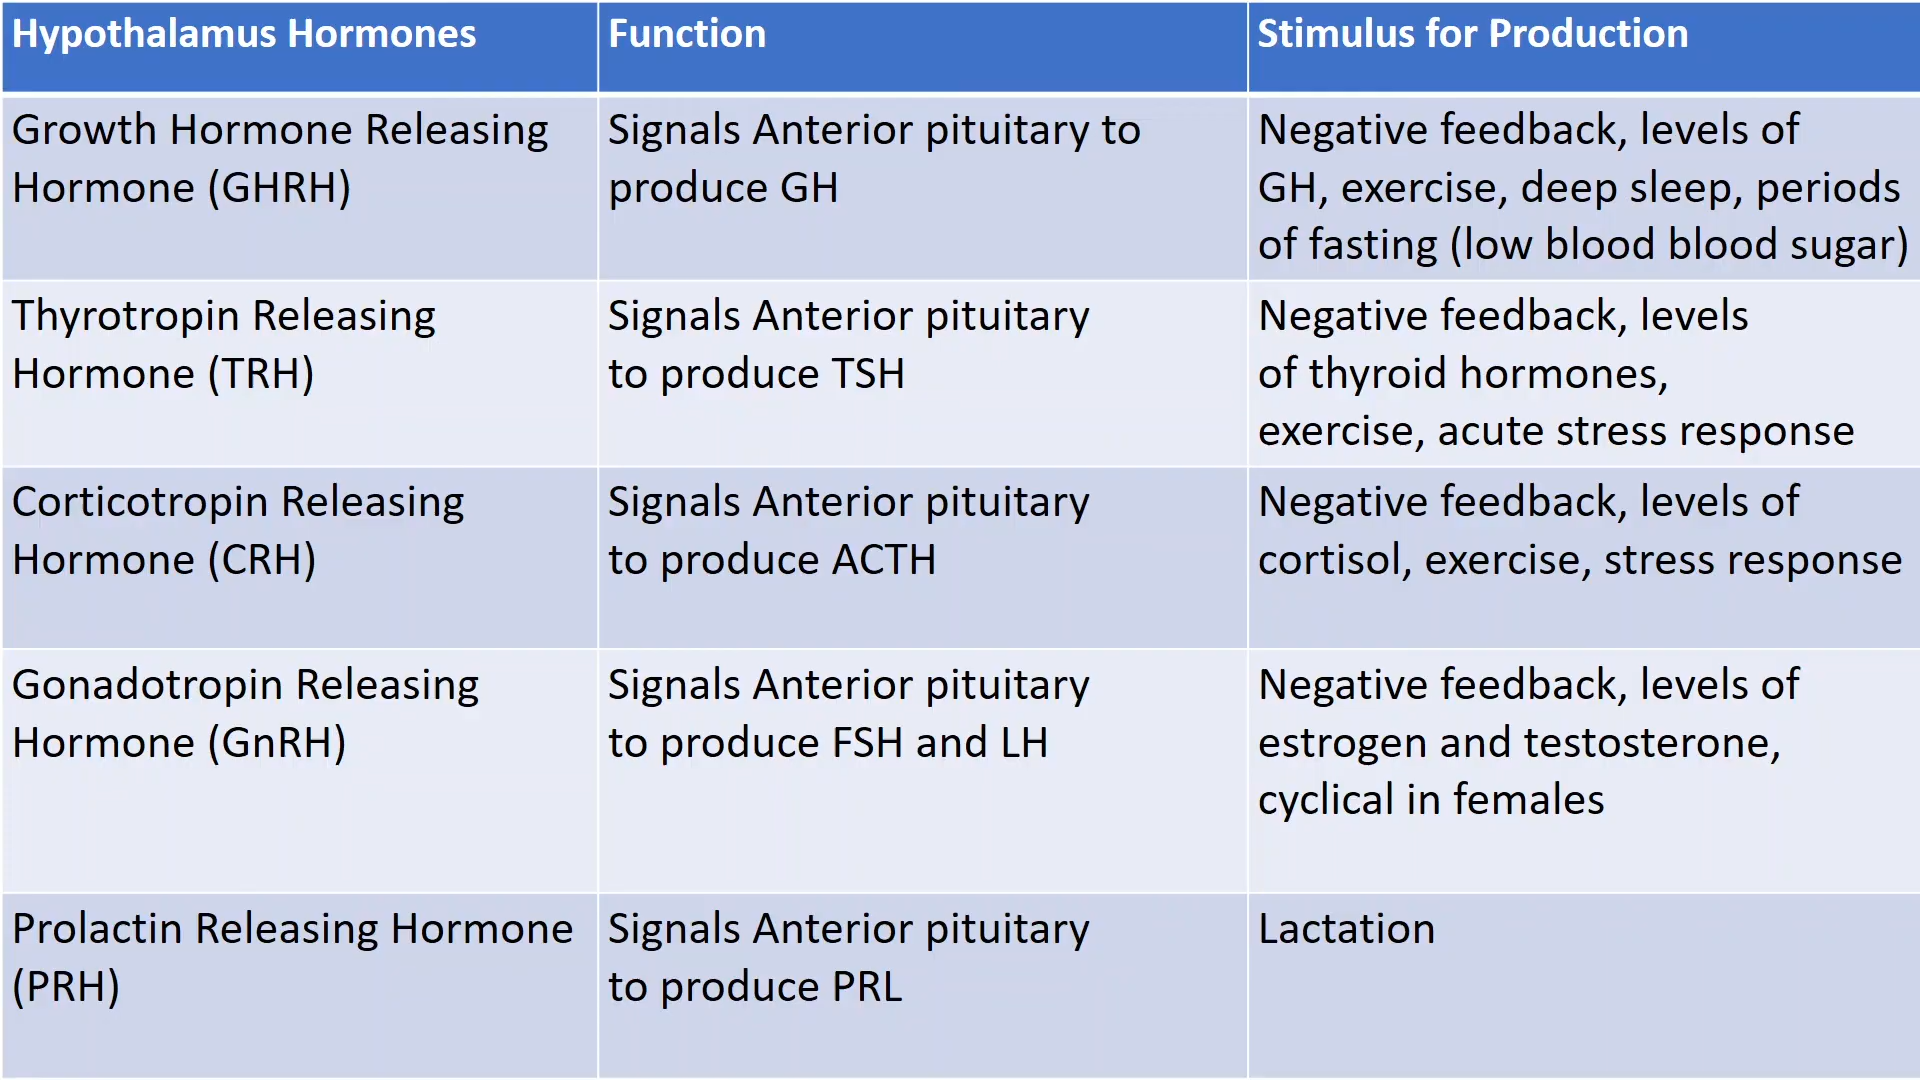 Hypothalamus Hormones
Function
Stimulus for Production
Growth Hormone Releasing
Hormone (GHRH)
Signals Anterior pituitary to
produce GH
Negative feedback, levels of
GH, exercise, deep sleep, periods
of fasting (low blood blood sugar)
Thyrotropin Releasing
Hormone (TRH)
Signals Anterior pituitary
to produce TSH
Negative feedback, levels
of thyroid hormones,
exercise, acute stress response
Corticotropin Releasing
Hormone (CRH)
Signals Anterior pituitary
to produce ACTH
Negative feedback, levels of
cortisol, exercise, stress response
Gonadotropin Releasing
Hormone (GnRH)
Signals Anterior pituitary
to produce FSH and LH
Negative feedback, levels of
estrogen and testosterone,
cyclical in females
Prolactin Releasing Hormone
(PRH)
Signals Anterior pituitary
to produce PRL
Lactation